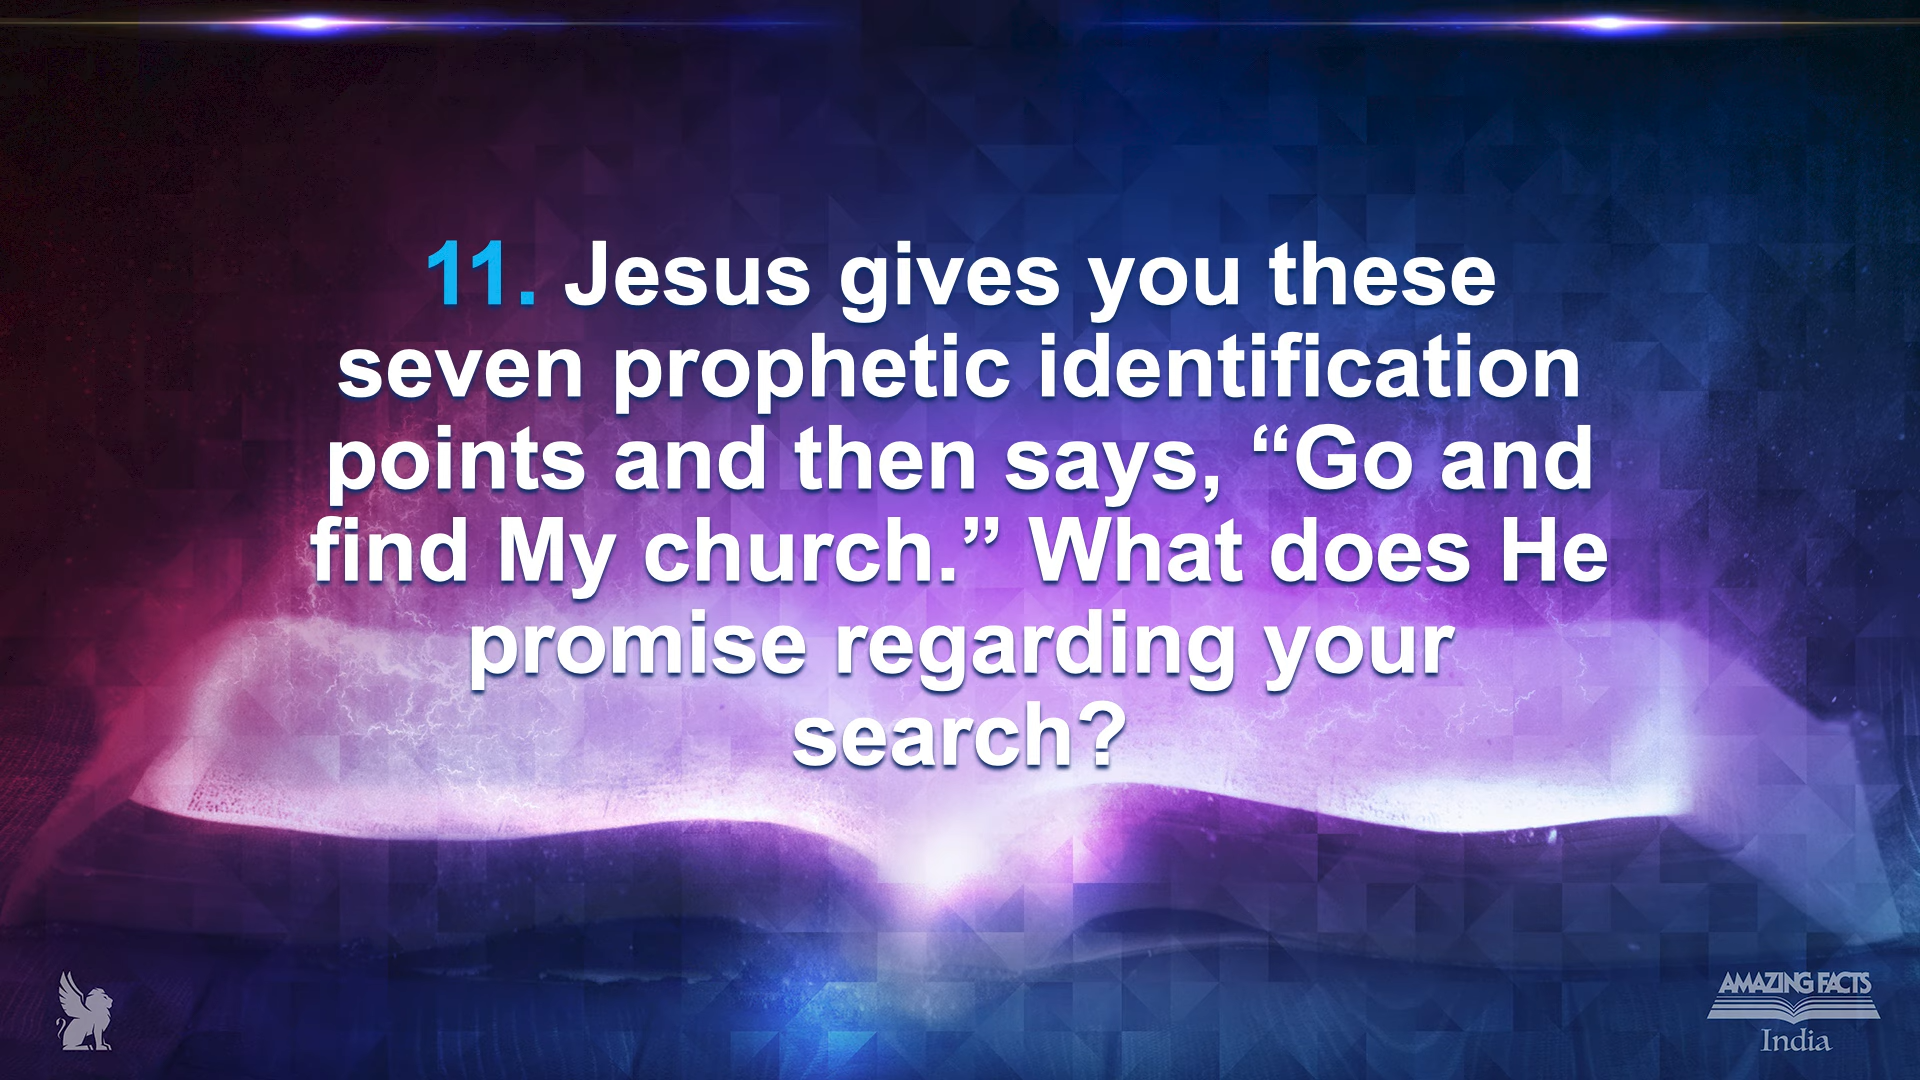 11. Jesus gives you these
seven prophetic identification
points and then says, “Go and
find My church.” What does He
promise regarding your
search?
AMAZING FACTS
India